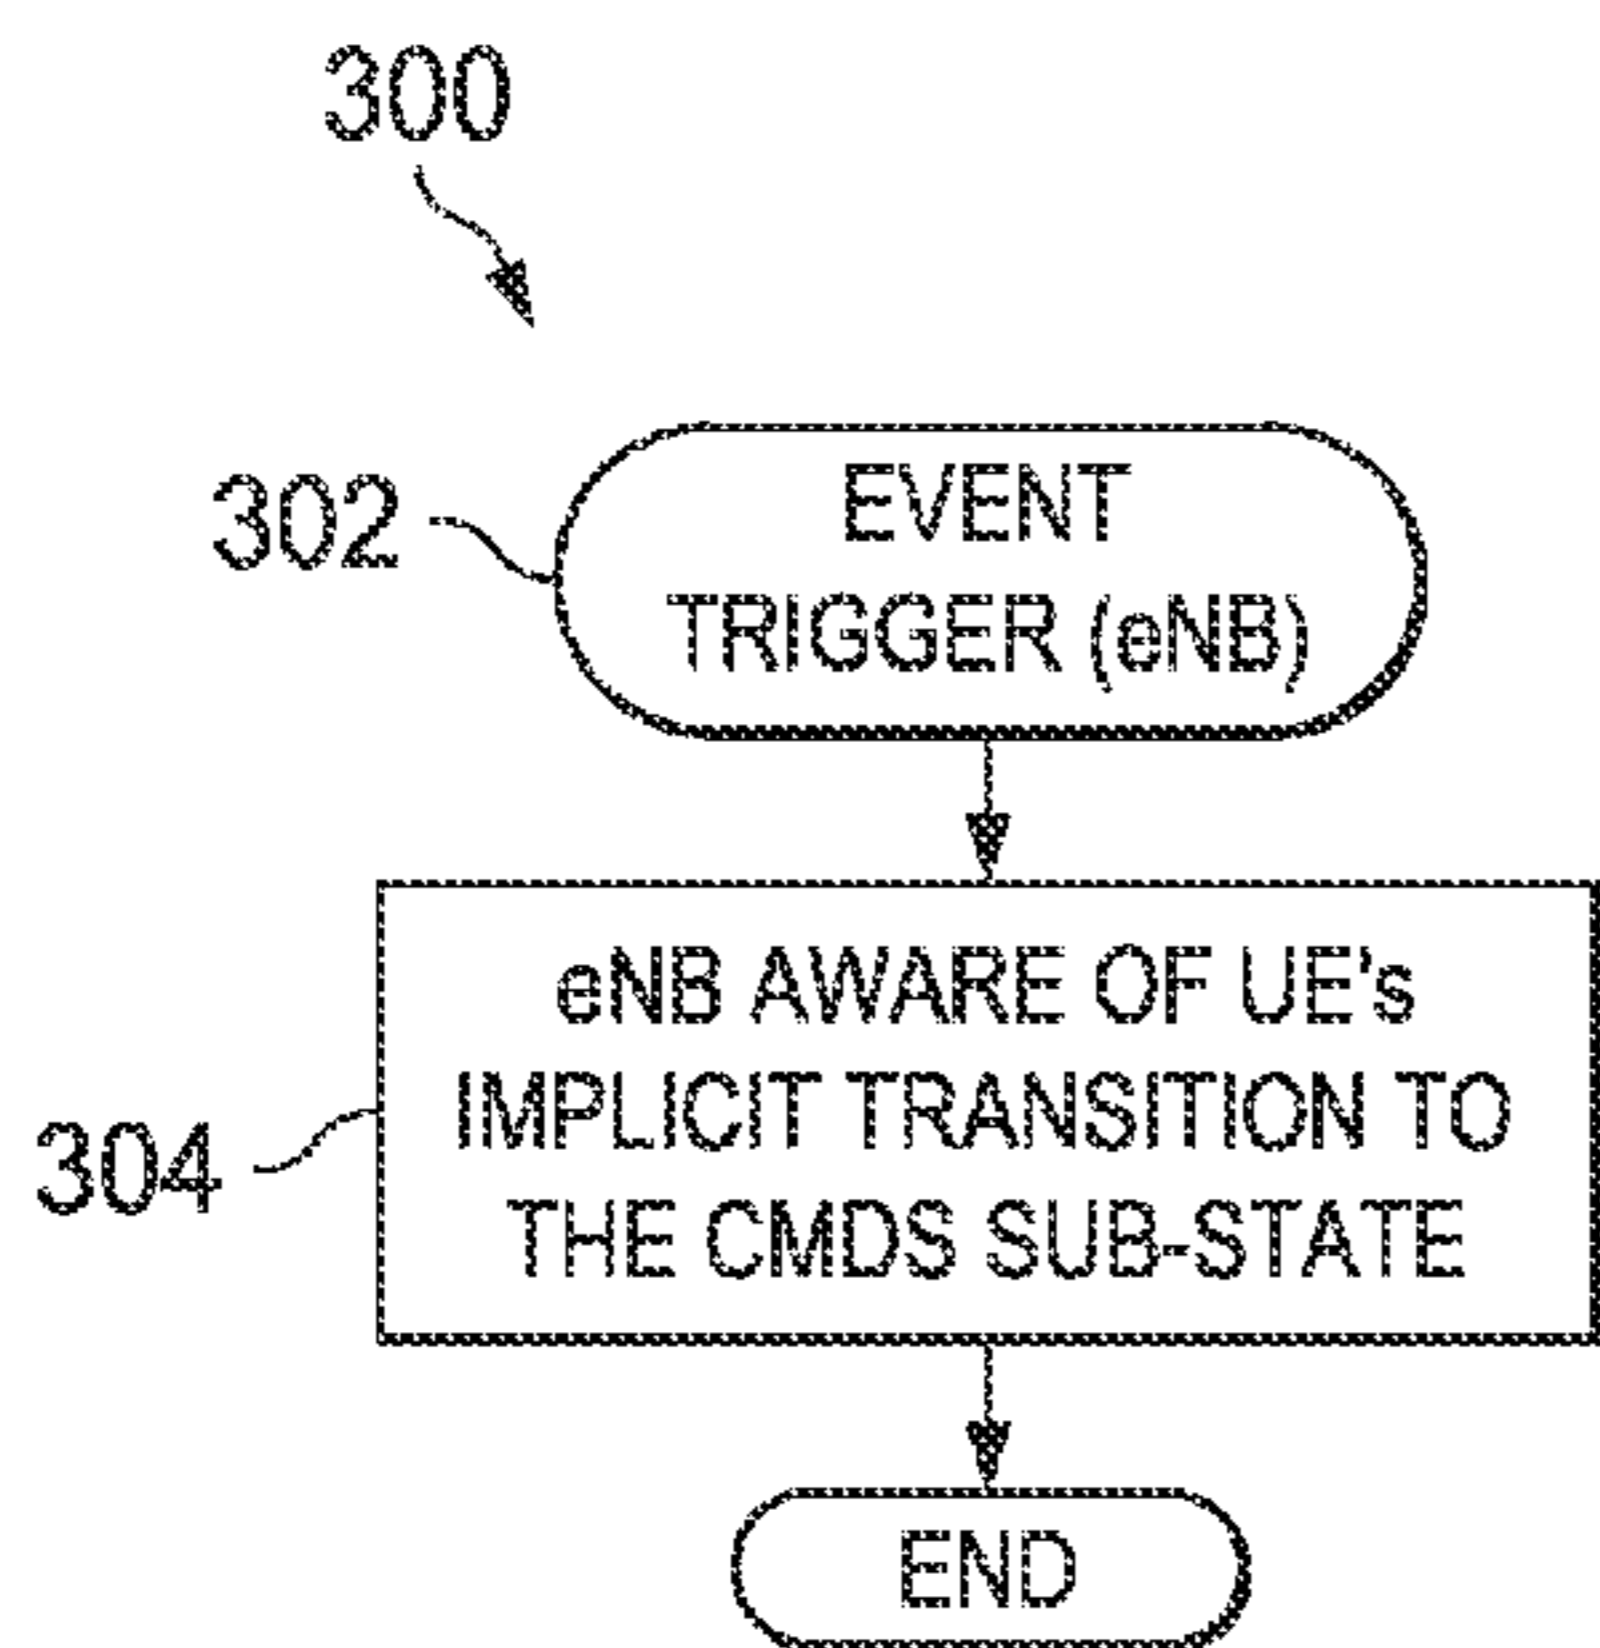 300
302
EVENT
TRIGGER (eNB)
304
eNB AWARE OF UE's
IMPLICIT TRANSITION TO
THE CMDS SUB-STATE
END